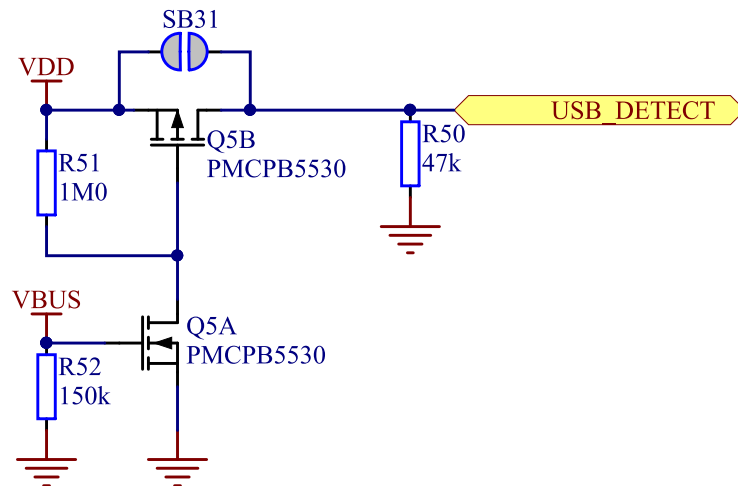 SB31
VDD
USB_DETECT
Q5B
PMCPB5530
R50
47k
R51
1M0
VBUS
Q5A
PMCPB5530
R52
150k